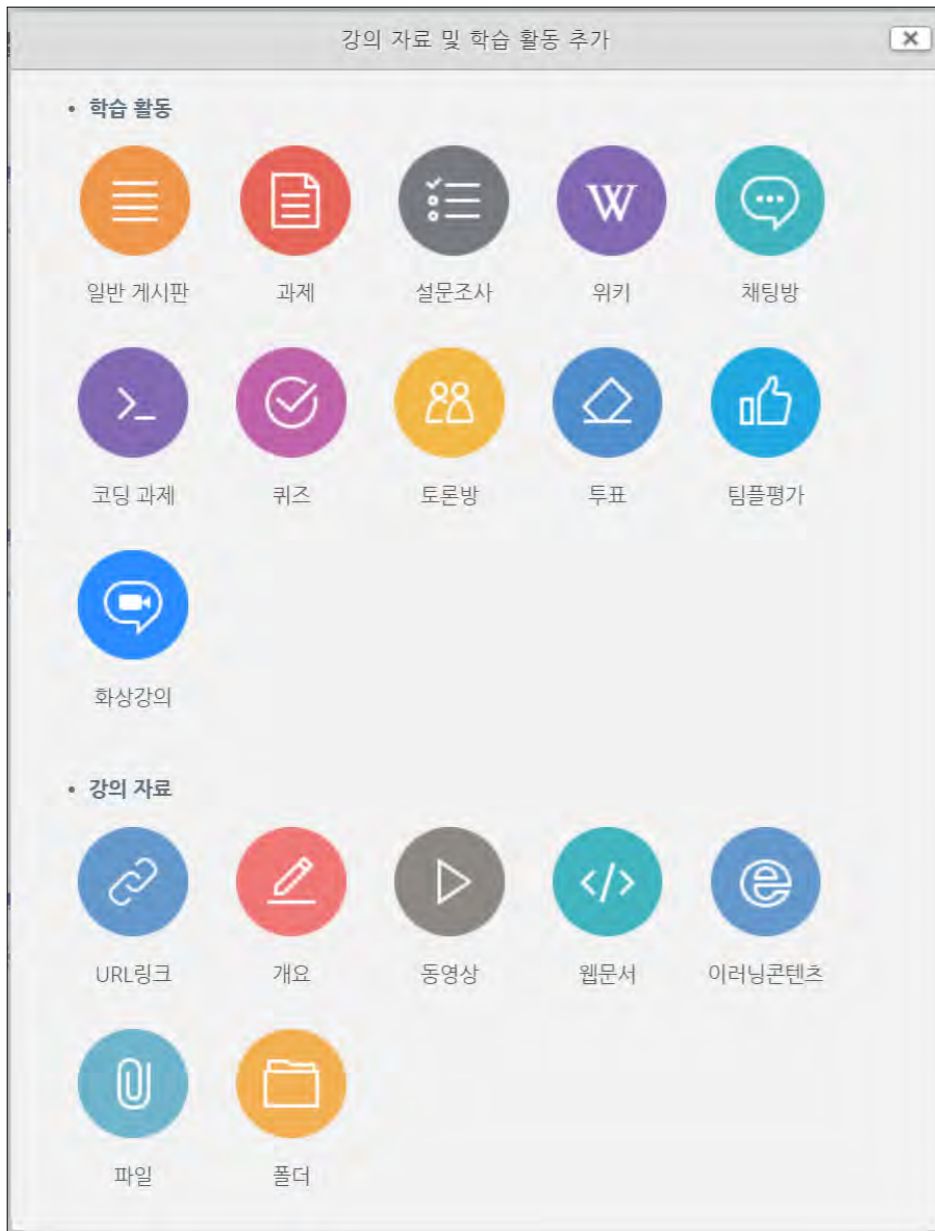 강의 자료 및 학습 활동 추가
• 학습 활동
일반 게시판 과제 설문조사 위키 채팅방
코딩 과제 퀴즈 토론방 투표 팀플평가
화상강의
• 강의 자료
URL링크 개요 동영상 웹문서 이러닝콘텐츠
파일 폴더